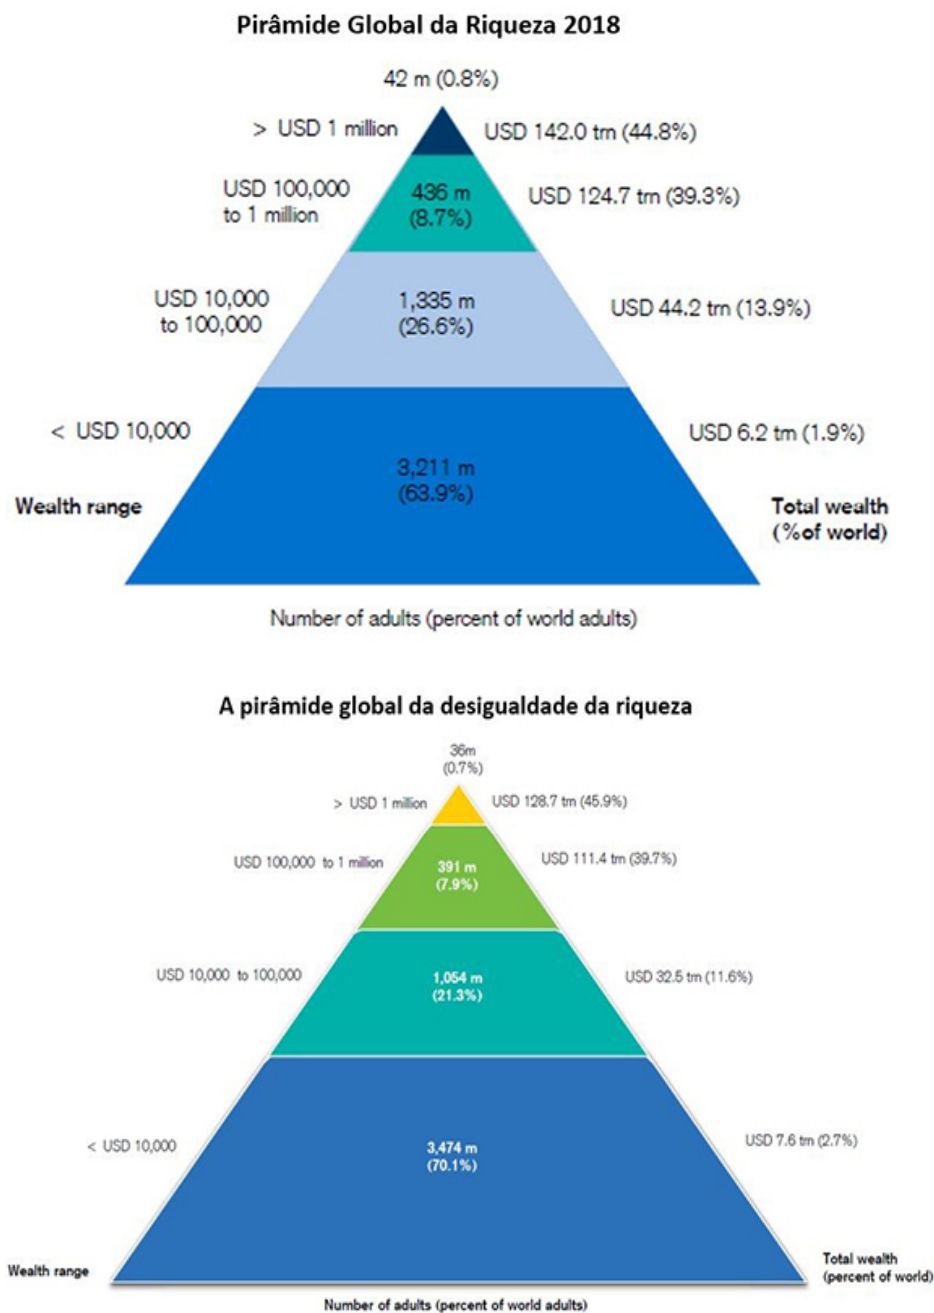 Pirâmide Global da Riqueza 2018
42 m (0.8%)
> USD 1 million
USD 142.0 trn (44.8%)
USD 100,000
to 1 million
436 m
(8.7%)
USD 124.7 trn (39.3%)
USD 10,000
to 100,000
1,335 m
(26.6%)
USD 44.2 trn (13.9%)
< USD 10,000
3,211 m
(63.9%)
USD 6.2 trn (1.9%)
Wealth range
Total wealth
(%of world)
Number of adults (percent of world adults)
A pirâmide global da desigualdade da riqueza
36m
(0.7%)
> USD 1 million
USD 128.7 trn (45.9%)
USD 100,000 to 1 million
391 m
(7.9%)
USD 111.4 trn (39.7%)
USD 10,000 to 100,000
1,054 m
(21.3%)
USD 32.5 trn (11.6%)
< USD 10,000
3,474 m
(70.1%)
USD 7.6 trn (2.7%)
Wealth range
Total wealth
(percent of world)
Number of adults (percent of world adults)